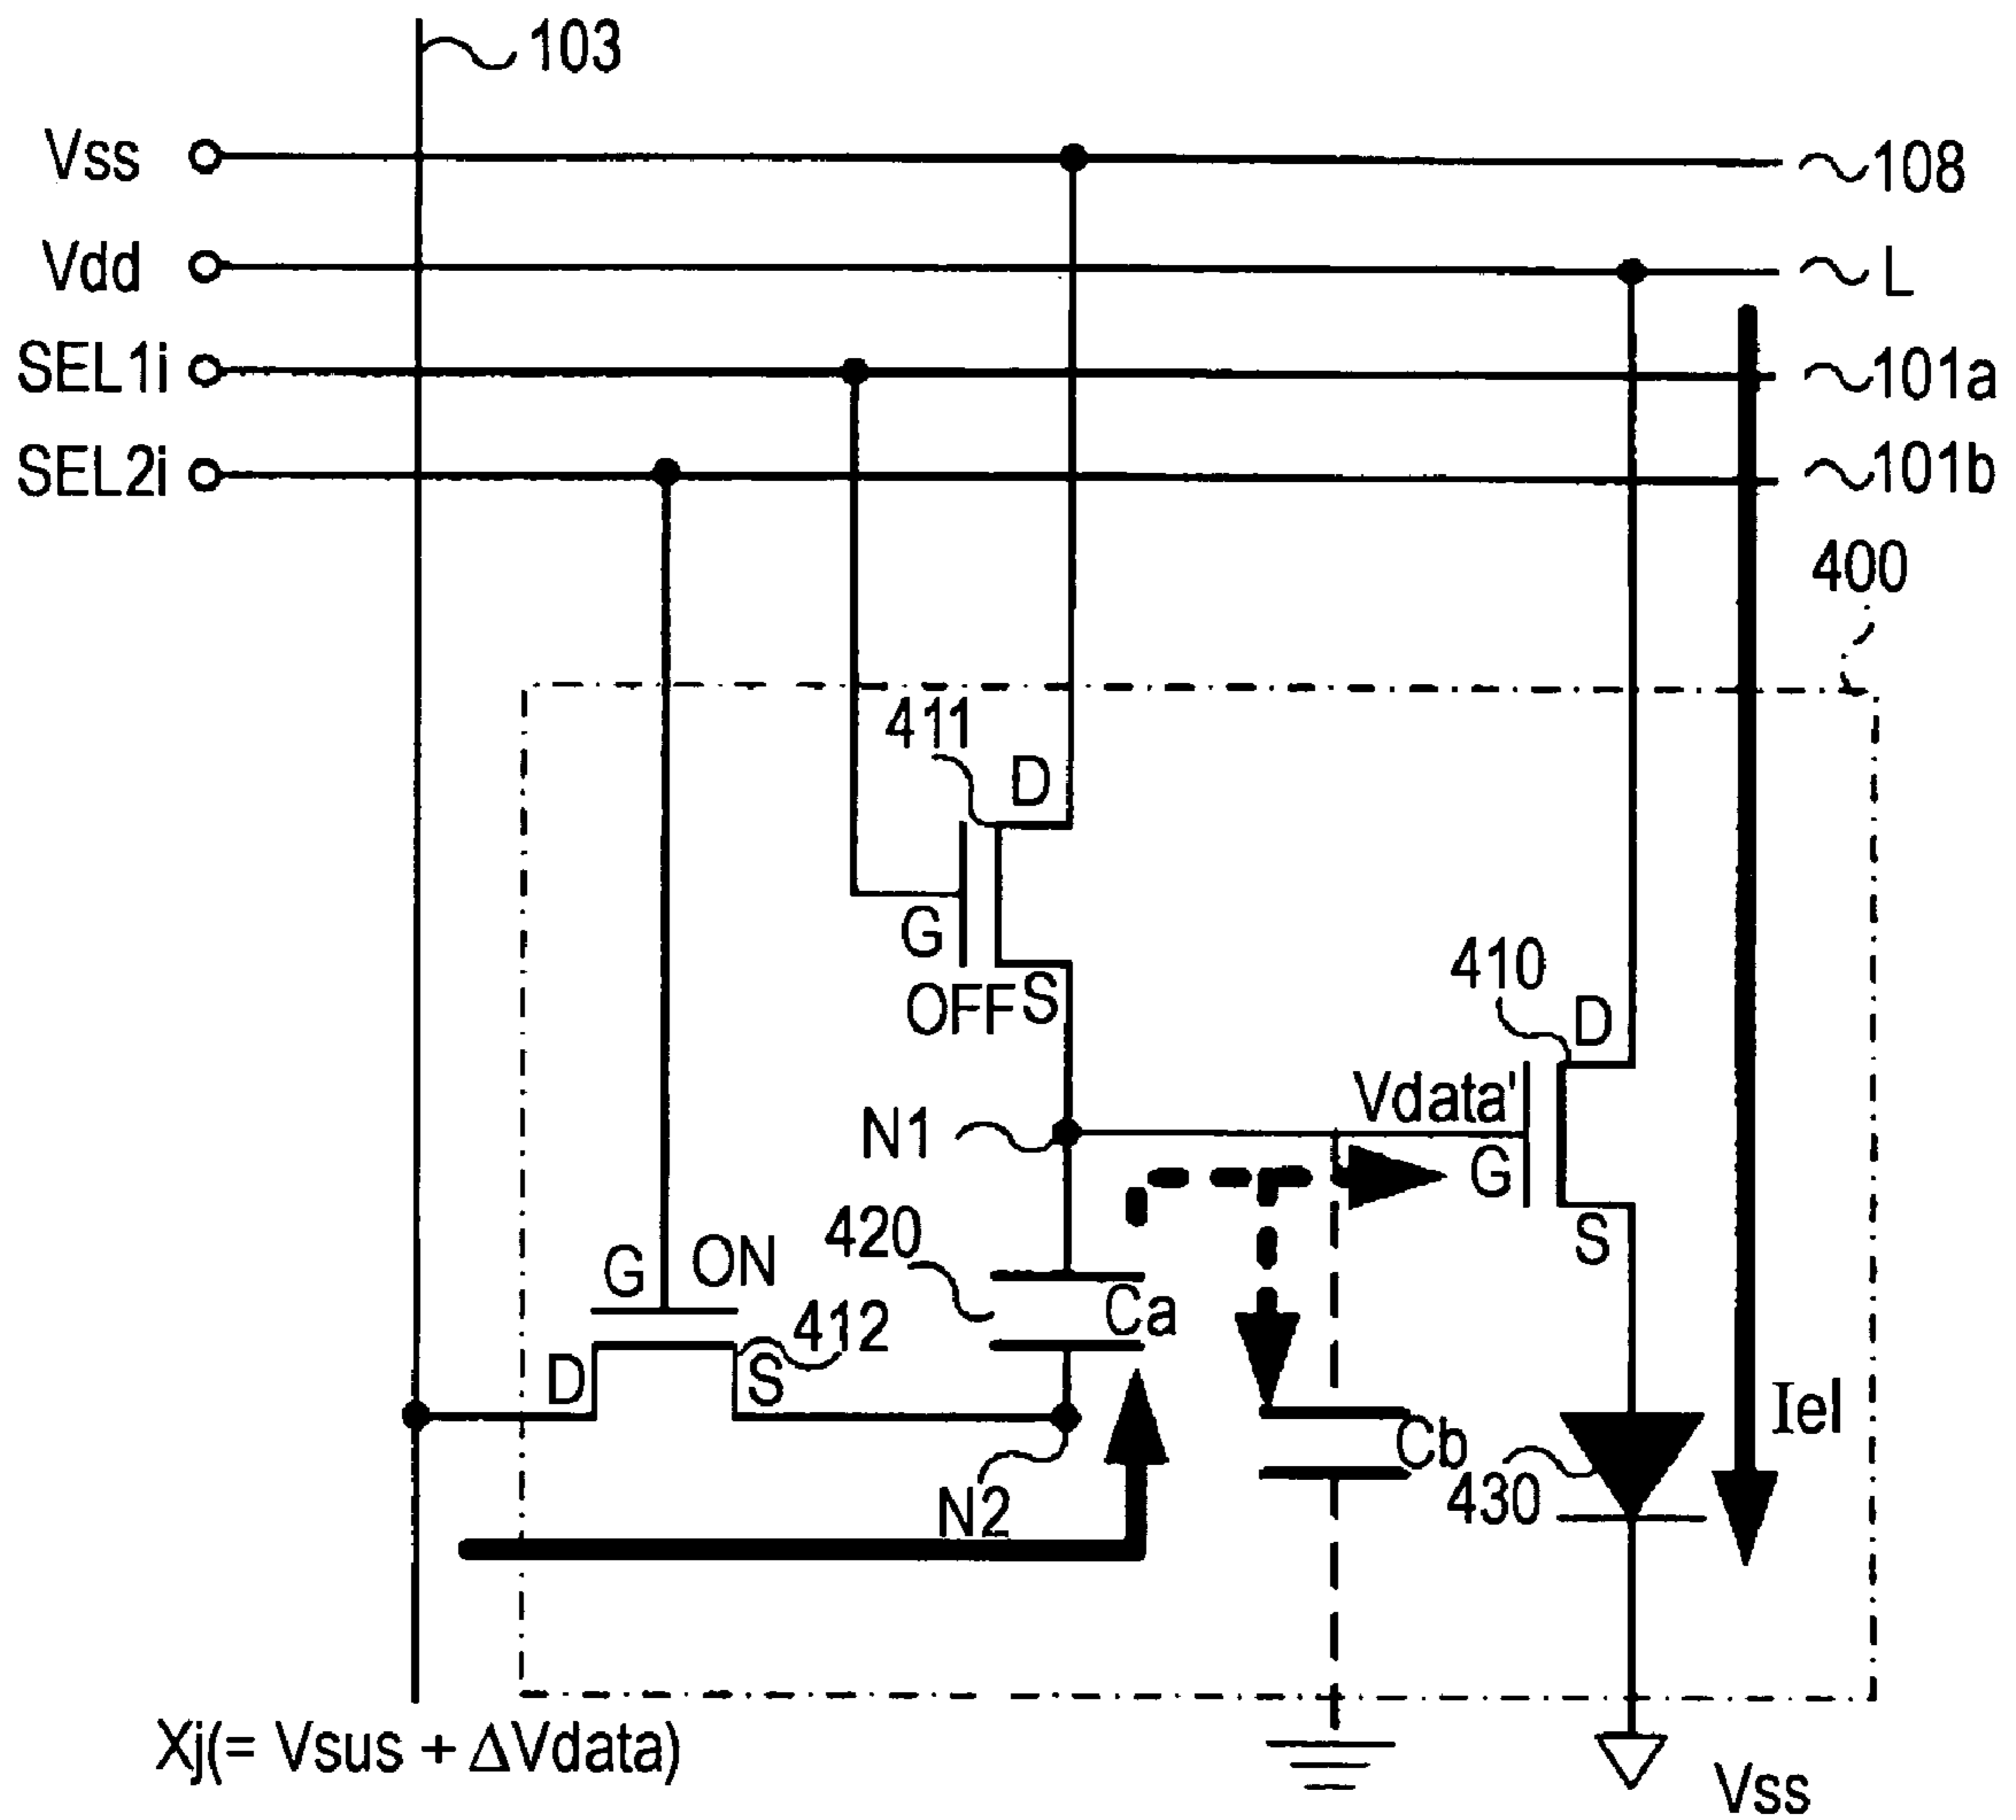 103
Vss
108
Vdd
L
SEL1i
101a
SEL2i
101b
400
411
D
G
OFF
S
410
D
N1
Vdata'
G
S
420
G
ON
Ca
412
D
S
Cb
Iel
430
N2
Xj(= Vsus + ΔVdata)
Vss